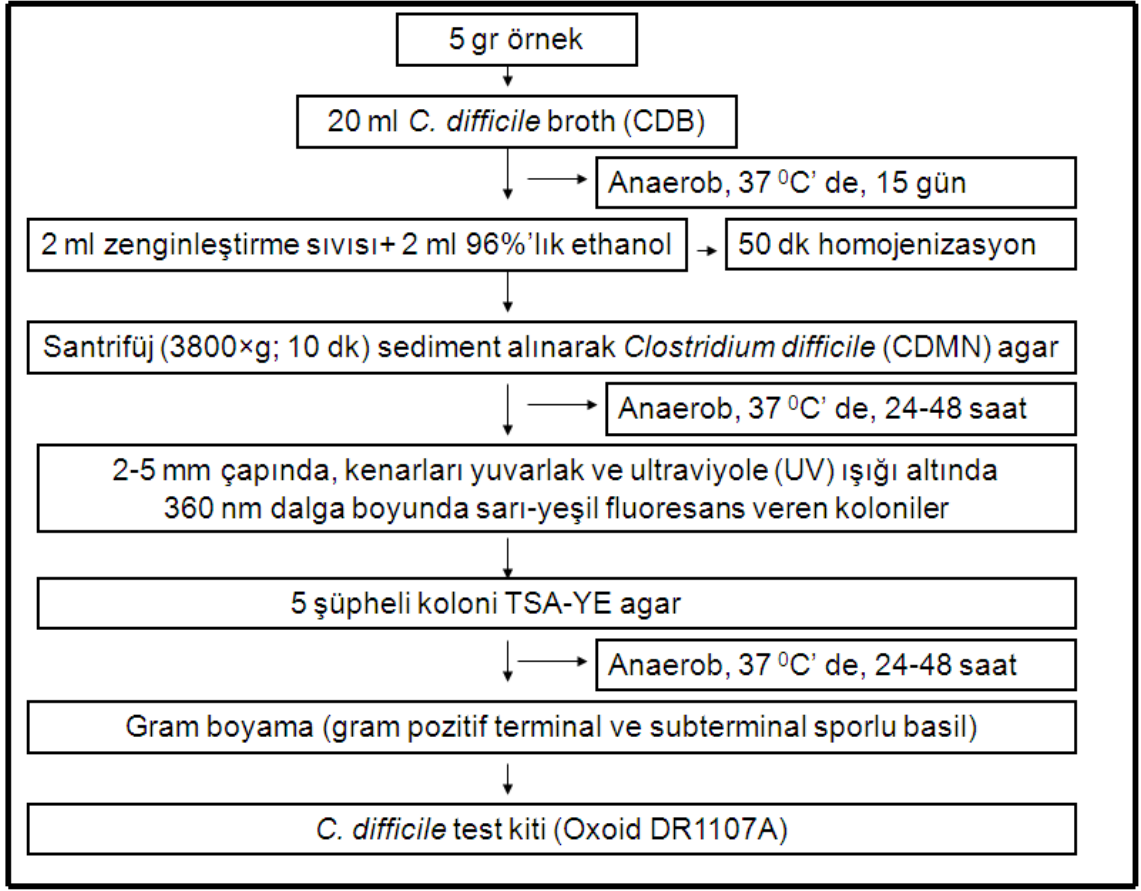 5 gr örnek
20 ml C. difficile broth (CDB)
Anaerob, 37 ⁰C’ de, 15 gün
2 ml zenginleştirme sıvısı+ 2 ml 96%’lık ethanol
50 dk homojenizasyon
Santrifüj (3800×g; 10 dk) sediment alınarak Clostridium difficile (CDMN) agar
Anaerob, 37 ⁰C’ de, 24-48 saat
2-5 mm çapında, kenarları yuvarlak ve ultraviyole (UV) ışığı altında
360 nm dalga boyunda sarı-yeşil fluoresans veren koloniler
5 şüpheli koloni TSA-YE agar
Anaerob, 37 ⁰C’ de, 24-48 saat
Gram boyama (gram pozitif terminal ve subterminal sporlu basil)
C. difficile test kiti (Oxoid DR1107A)